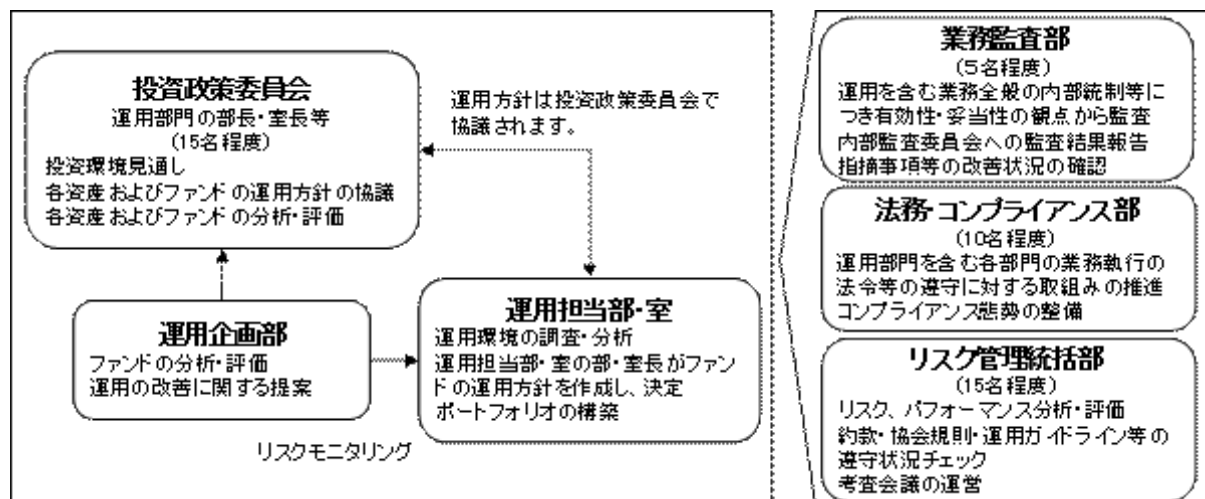 投資政策委員会
運用部門の部長・室長等
(15名程度)
投資環境見通し
各資産およびファンドの運用方針の協議
各資産およびファンドの分析・評価
運用方針は投資政策委員会で
協議されます。
運用企画部
ファンドの分析・評価
運用の改善に関する提案
運用担当部・室
運用環境の調査・分析
運用担当部・室の部・室長がファン
ドの運用方針を作成し、決定
ポートフォリオの構築
リスクモニタリング
業務監査部
(5名程度)
運用を含む業務全般の内部統制等に
つき有効性・妥当性の観点から監査
内部監査委員会への監査結果報告
指摘事項等の改善状況の確認
法務・コンプライアンス部
(10名程度)
運用部門を含む各部門の業務執行の
法令等の遵守に対する取組みの推進
コンプライアンス態勢の整備
リスク管理統括部
(15名程度)
リスク、パフォーマンス分析・評価
約款・協会規則・運用ガイドライン等の
遵守状況チェック
考査会議の運営